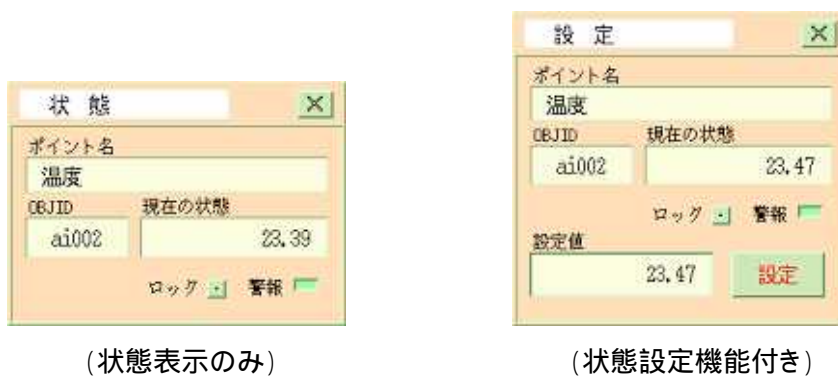 状 態
ポイント名
温度
OBJID 現在の状態
ai002 23.39
ロック 警報
(状態表示のみ)
設 定
ポイント名
温度
OBJID 現在の状態
ai002 23.47
ロック 警報
設定値
23.47 設定
(状態設定機能付き)